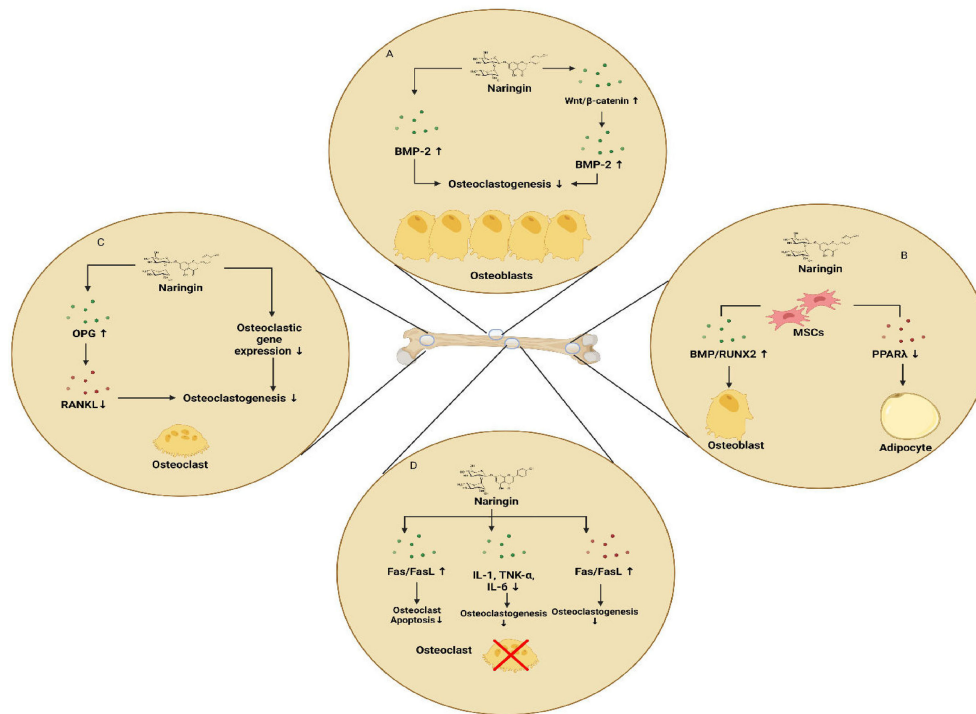 A
Naringin
Wnt/β-catenin ↑
BMP-2 ↑
BMP-2 ↑
Osteoclastogenesis ↓
Osteoblasts
C
Naringin
OPG ↑
Osteoclastic
gene
expression ↓
RANKL↓
Osteoclastogenesis ↓
Osteoclast
Naringin
B
MSCs
BMP/RUNX2 ↑
PPARλ ↓
Osteoblast
Adipocyte
D
Naringin
Fas/FasL ↑
IL-1, TNK-α,
IL-6 ↓
Fas/FasL ↑
Osteoclast
Apoptosis↓
Osteoclastogenesis
↓
Osteoclastogenesis
↓
Osteoclast